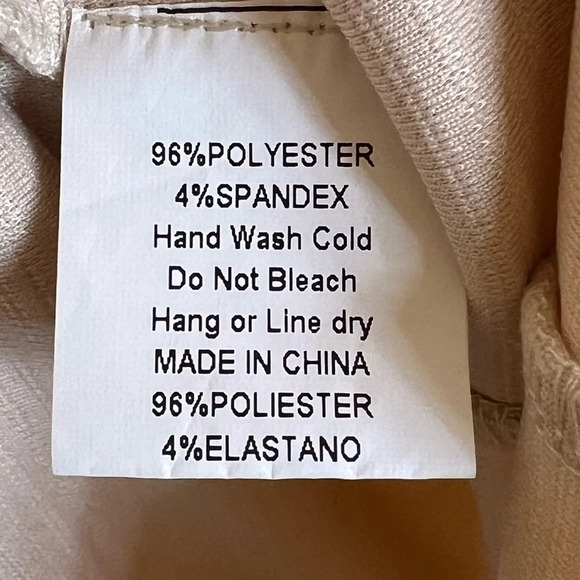 96%POLYESTER
4%SPANDEX
Hand Wash Cold
Do Not Bleach
Hang or Line dry
MADE IN CHINA
96%POLIESTER
4%ELASTANO